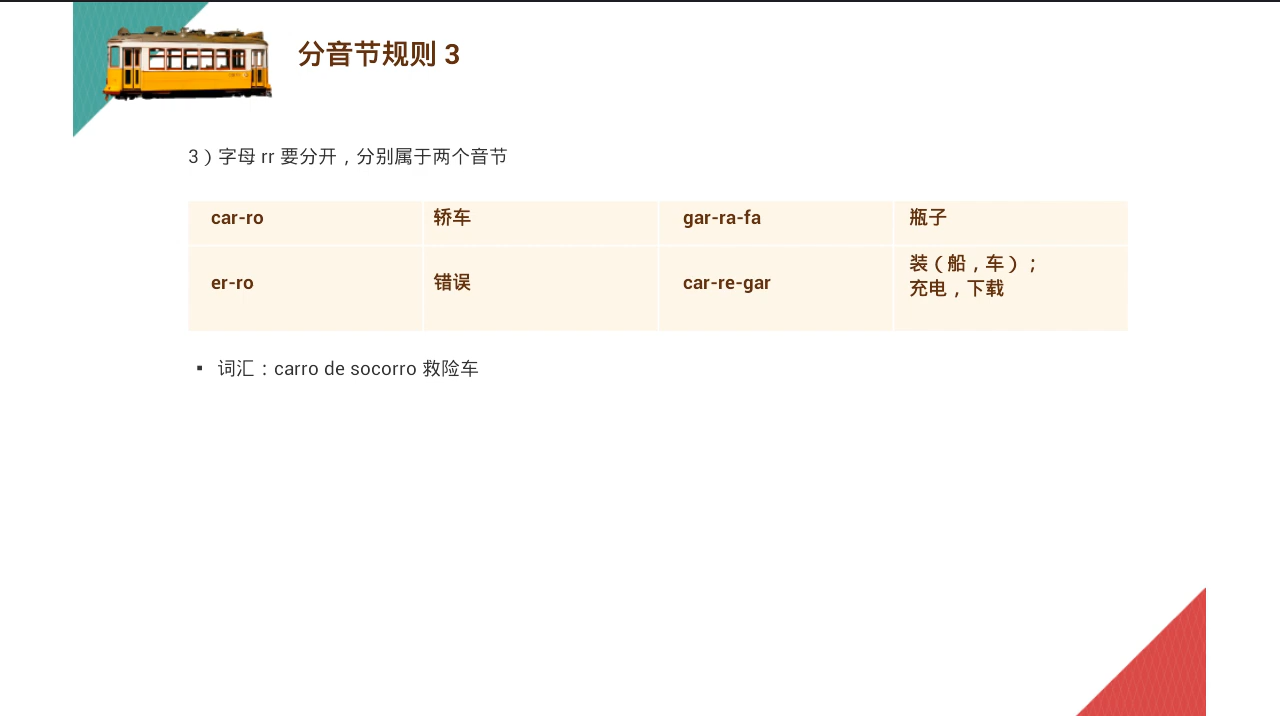 分音节规则 3
3）字母 rr 要分开，分别属于两个音节
car-ro 轿车 gar-ra-fa 瓶子
er-ro 错误 car-re-gar 装（船，车）；
充电，下载
▪ 词汇：carro de socorro 救险车